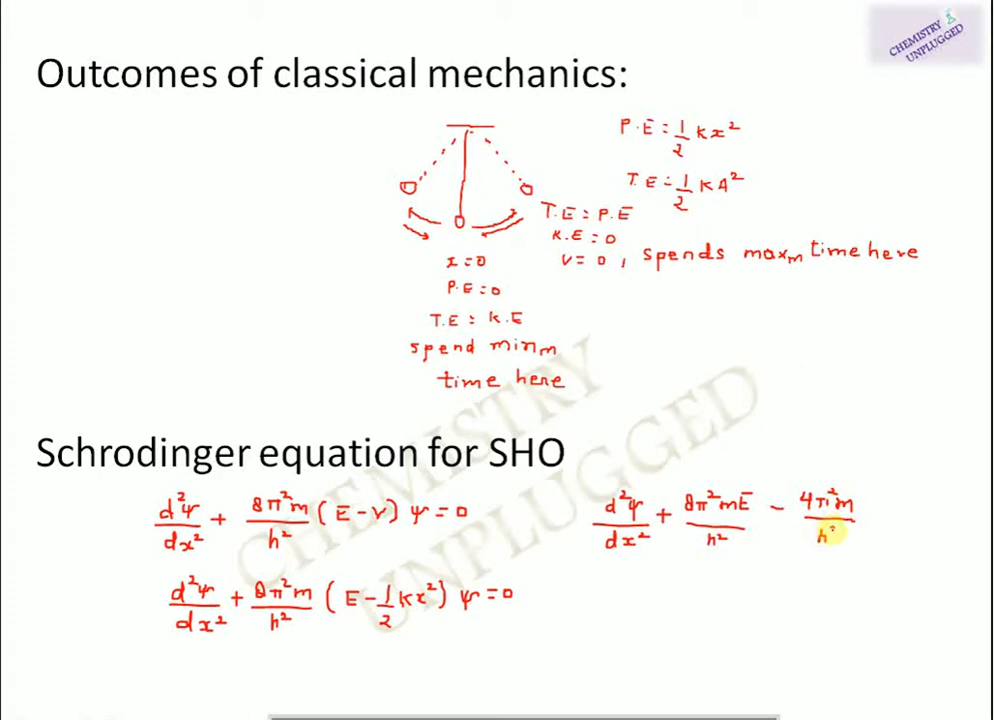 CHEMISTRY
UNPLUGGED
Outcomes of classical mechanics:
P.E = 1/2 Kx²
T.E = 1/2 KA²
T.E = P.E
K.E = 0
V = 0, spends maxm time here
x = 0
P.E = 0
T.E = K.E
spend minm
time here
CHEMISTRY
UNPLUGGED
Schrodinger equation for SHO
d²ψ/dx² + 8π²m/h² (E - V) ψ = 0
d²ψ/dx² + 8π²mE/h² - 4π²m/h²
d²ψ/dx² + 8π²m/h² (E - 1/2 Kx²) ψ = 0